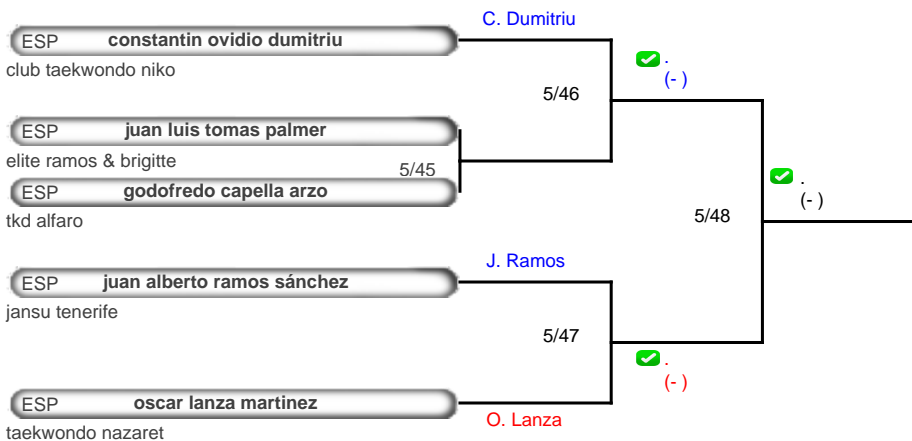 C. Dumitriu
ESP constantin ovidio dumitriu
club taekwondo niko
.
(- )
5/46
ESP juan luis tomas palmer
elite ramos & brigitte
5/45
ESP godofredo capella arzo
tkd alfaro
.
(- )
5/48
J. Ramos
ESP juan alberto ramos sánchez
jansu tenerife
5/47
.
(- )
ESP oscar lanza martinez
O. Lanza
taekwondo nazaret